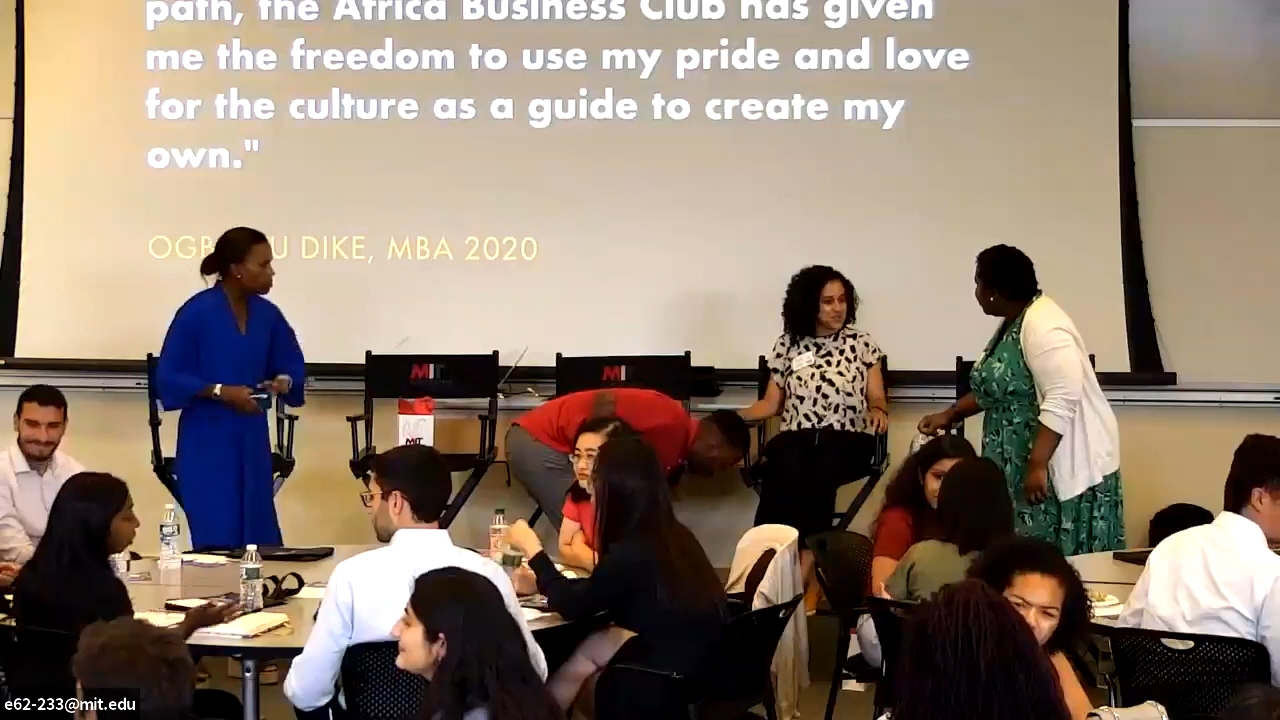 path, the Africa Business Club has given
me the freedom to use my pride and love
for the culture as a guide to create my
own."
DIKE, MBA 2020
MIT
MIT
e62-233@mit.edu